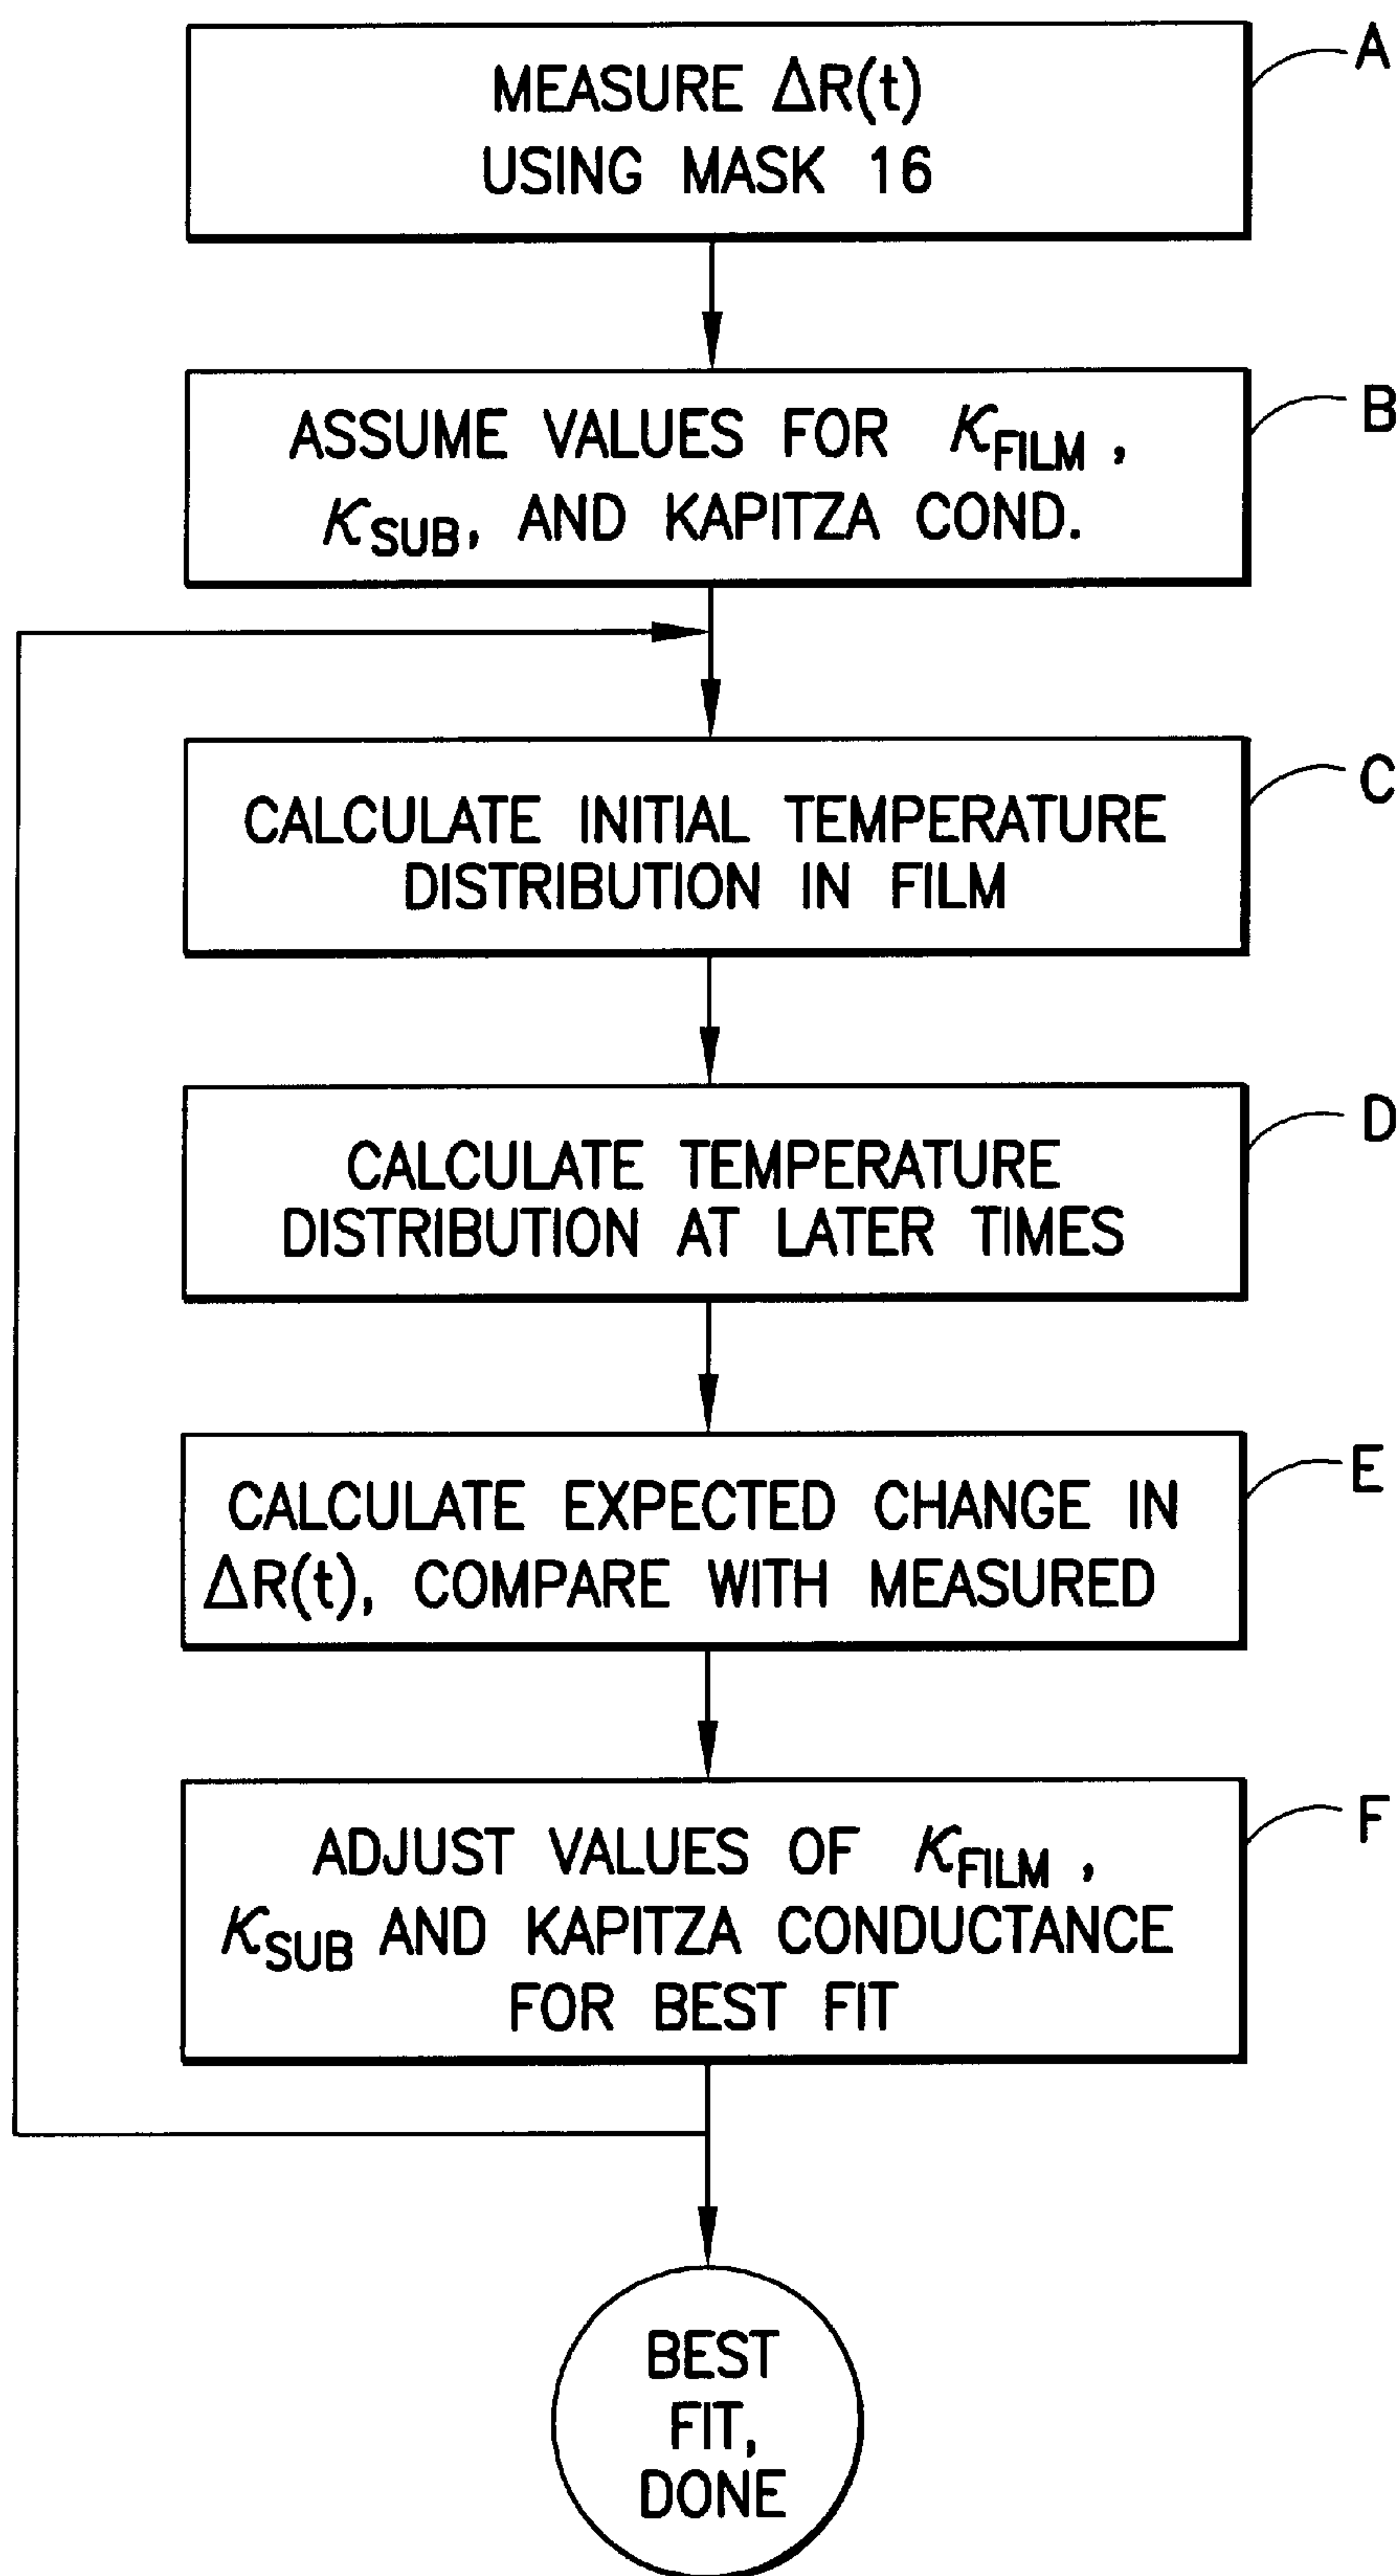 A
MEASURE ΔR(t)
USING MASK 16
B
ASSUME VALUES FOR κFILM ,
κSUB, AND KAPITZA COND.
C
CALCULATE INITIAL TEMPERATURE
DISTRIBUTION IN FILM
D
CALCULATE TEMPERATURE
DISTRIBUTION AT LATER TIMES
E
CALCULATE EXPECTED CHANGE IN
ΔR(t), COMPARE WITH MEASURED
F
ADJUST VALUES OF κFILM ,
κSUB AND KAPITZA CONDUCTANCE
FOR BEST FIT
BEST
FIT,
DONE